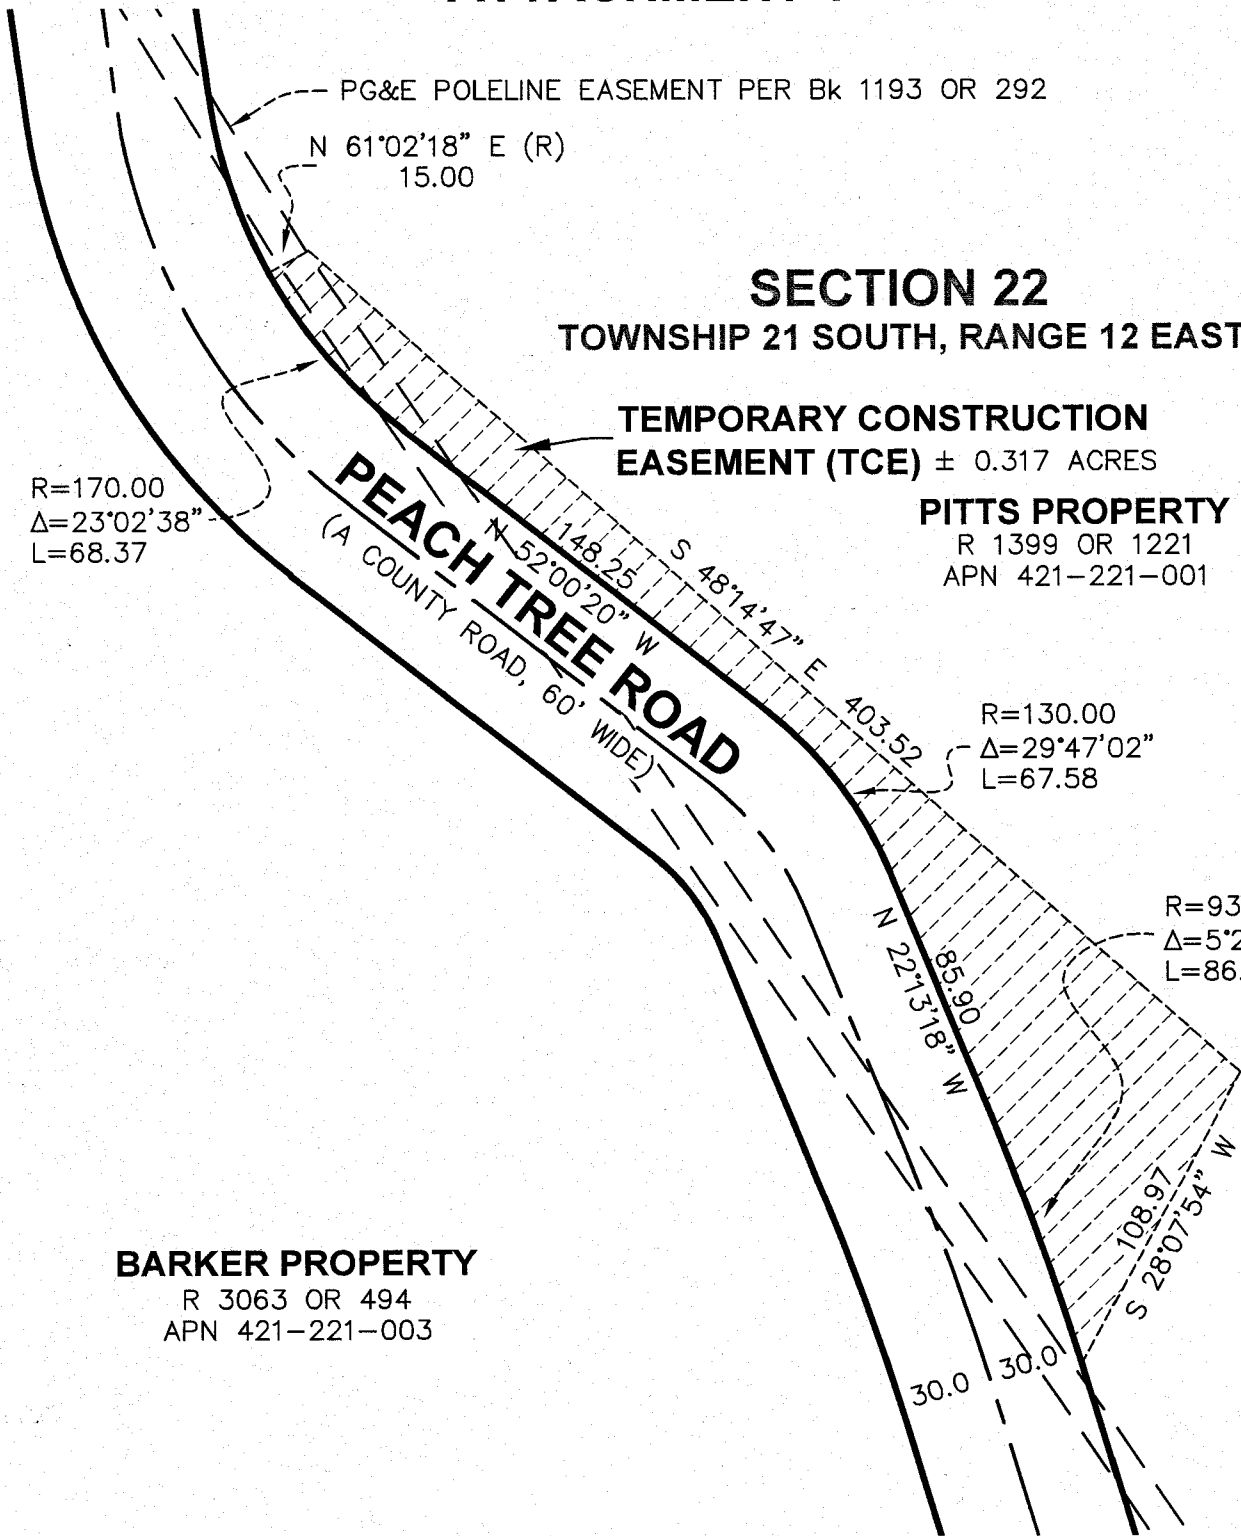 PG&E POLELINE EASEMENT PER Bk 1193 OR 292
N 61°02'18" E (R)
15.00
SECTION 22
TOWNSHIP 21 SOUTH, RANGE 12 EAST
TEMPORARY CONSTRUCTION
EASEMENT (TCE) ± 0.317 ACRES
PITTS PROPERTY
R 1399 OR 1221
APN 421-221-001
R=170.00
Δ=23°02'38"
L=68.37
PEACH TREE ROAD
(A COUNTY ROAD, 60' WIDE)
148.25
N 52°00'20" W
S 48°14'47" E 403.52
R=130.00
Δ=29°47'02"
L=67.58
R=93
Δ=5°2
L=86.
85.90
N 22°13'18" W
108.97
S 28°07'54" W
BARKER PROPERTY
R 3063 OR 494
APN 421-221-003
30.0 30.0